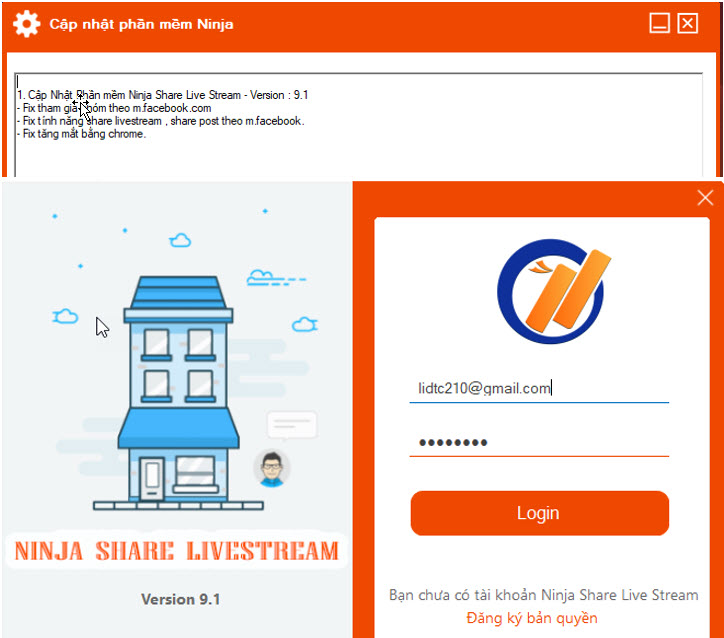 Cập nhật phần mềm Ninja
1. Cập Nhật Phần mềm Ninja Share Live Stream - Version : 9.1
- Fix tham gia nhóm theo m.facebook.com
- Fix tính năng share livestream , share post theo m.facebook.
- Fix tăng mắt bằng chrome.
lidtc210@gmail.com
••••••••
Login
NINJA SHARE LIVESTREAM
Version 9.1
Bạn chưa có tài khoản Ninja Share Live Stream
Đăng ký bản quyền